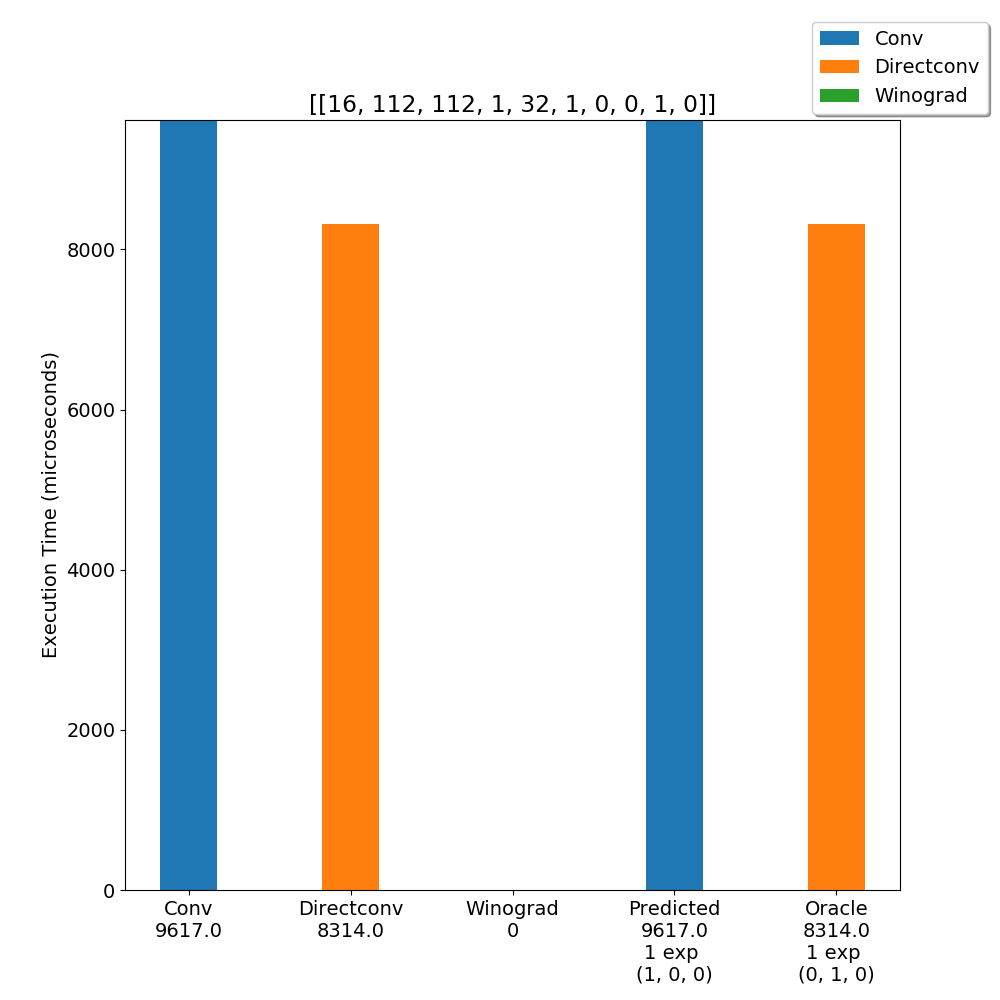 Conv
Directconv
Winograd
[[16, 112, 112, 1, 32, 1, 0, 0, 1, 0]]
Execution Time (microseconds)
8000
6000
4000
2000
0
Conv
9617.0
Directconv
8314.0
Winograd
0
Predicted
9617.0
1 exp
(1, 0, 0)
Oracle
8314.0
1 exp
(0, 1, 0)